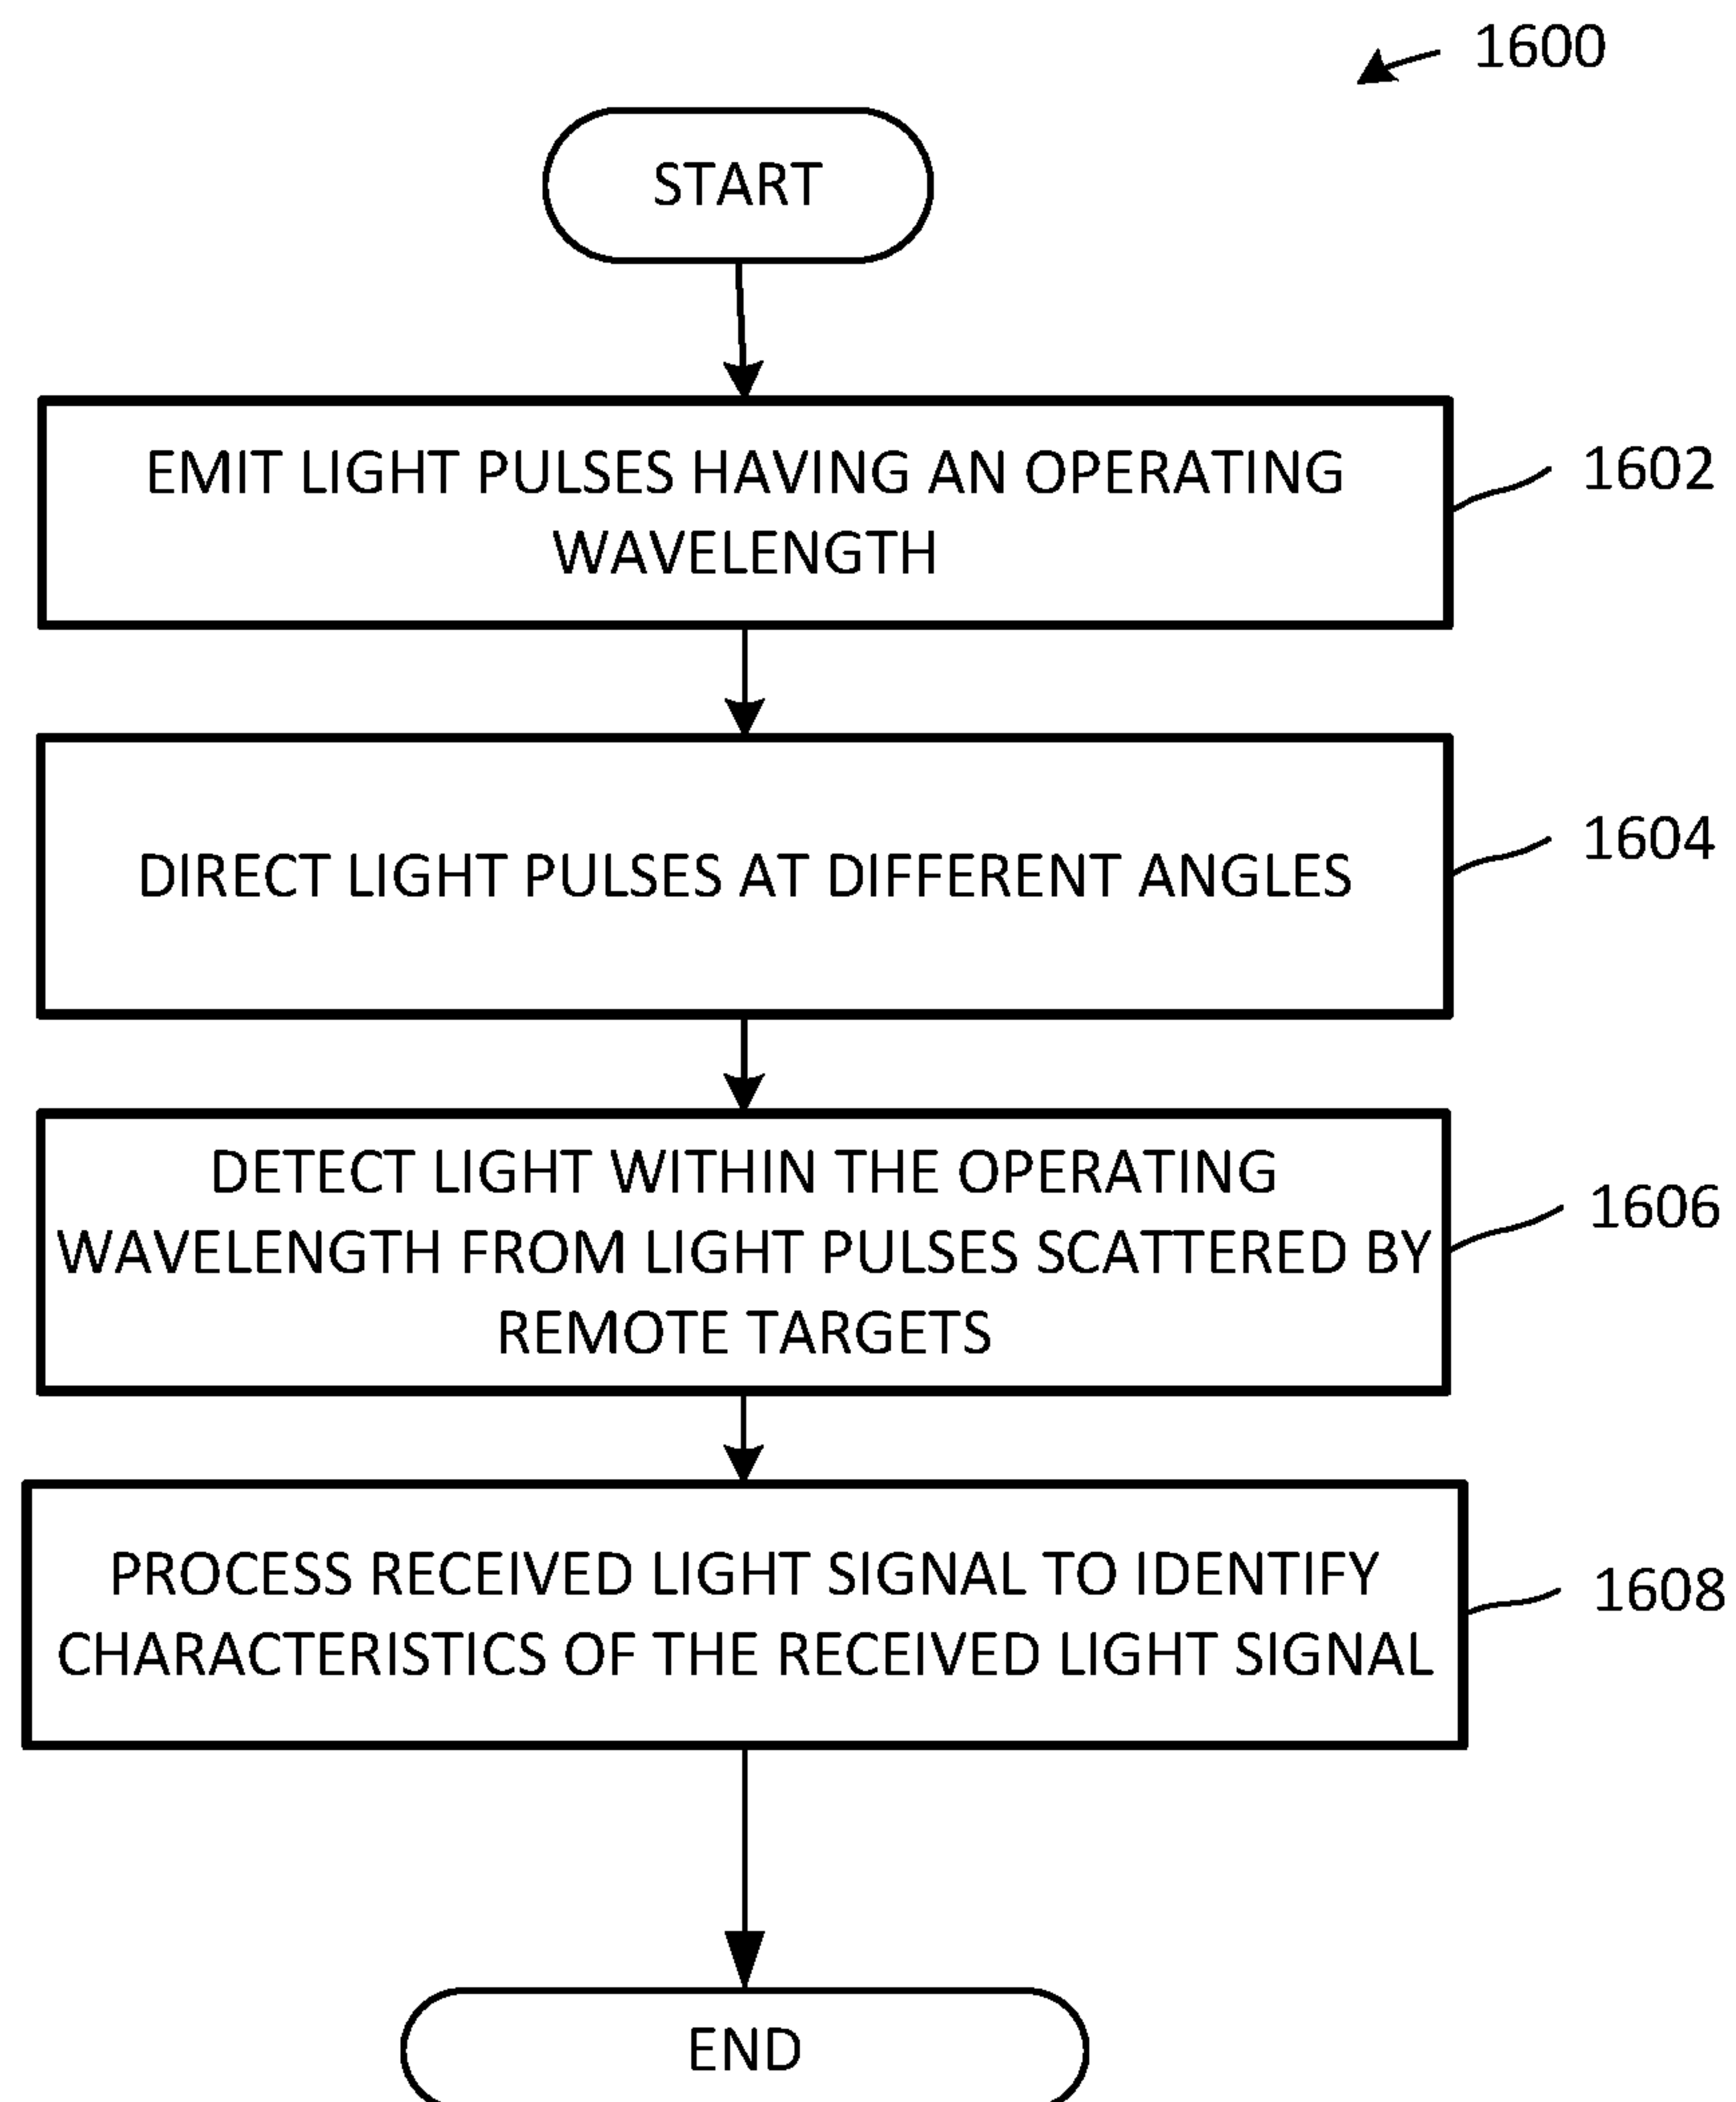 1600
START
EMIT LIGHT PULSES HAVING AN OPERATING
WAVELENGTH
1602
DIRECT LIGHT PULSES AT DIFFERENT ANGLES
1604
DETECT LIGHT WITHIN THE OPERATING
WAVELENGTH FROM LIGHT PULSES SCATTERED BY
REMOTE TARGETS
1606
PROCESS RECEIVED LIGHT SIGNAL TO IDENTIFY
CHARACTERISTICS OF THE RECEIVED LIGHT SIGNAL
1608
END